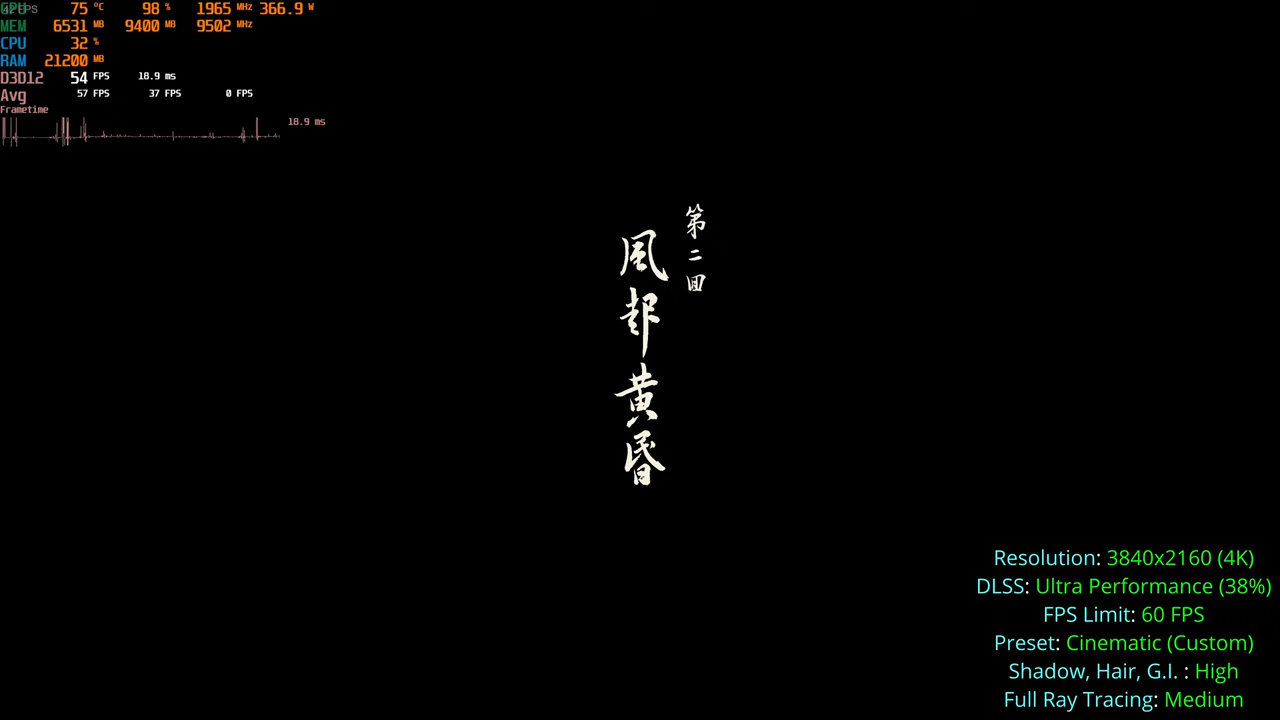 GPU 75 °C 98 % 1965 MHz 366.9 W
MEM 6531 MB 9400 MB 9502 MHz
CPU 32 %
RAM 21200 MB
D3D12 54 FPS 18.9 ms
Avg 57 FPS 37 FPS 0 FPS
Frametime
18.9 ms
第二回
風起黄昏
Resolution: 3840x2160 (4K)
DLSS: Ultra Performance (38%)
FPS Limit: 60 FPS
Preset: Cinematic (Custom)
Shadow, Hair, G.I. : High
Full Ray Tracing: Medium